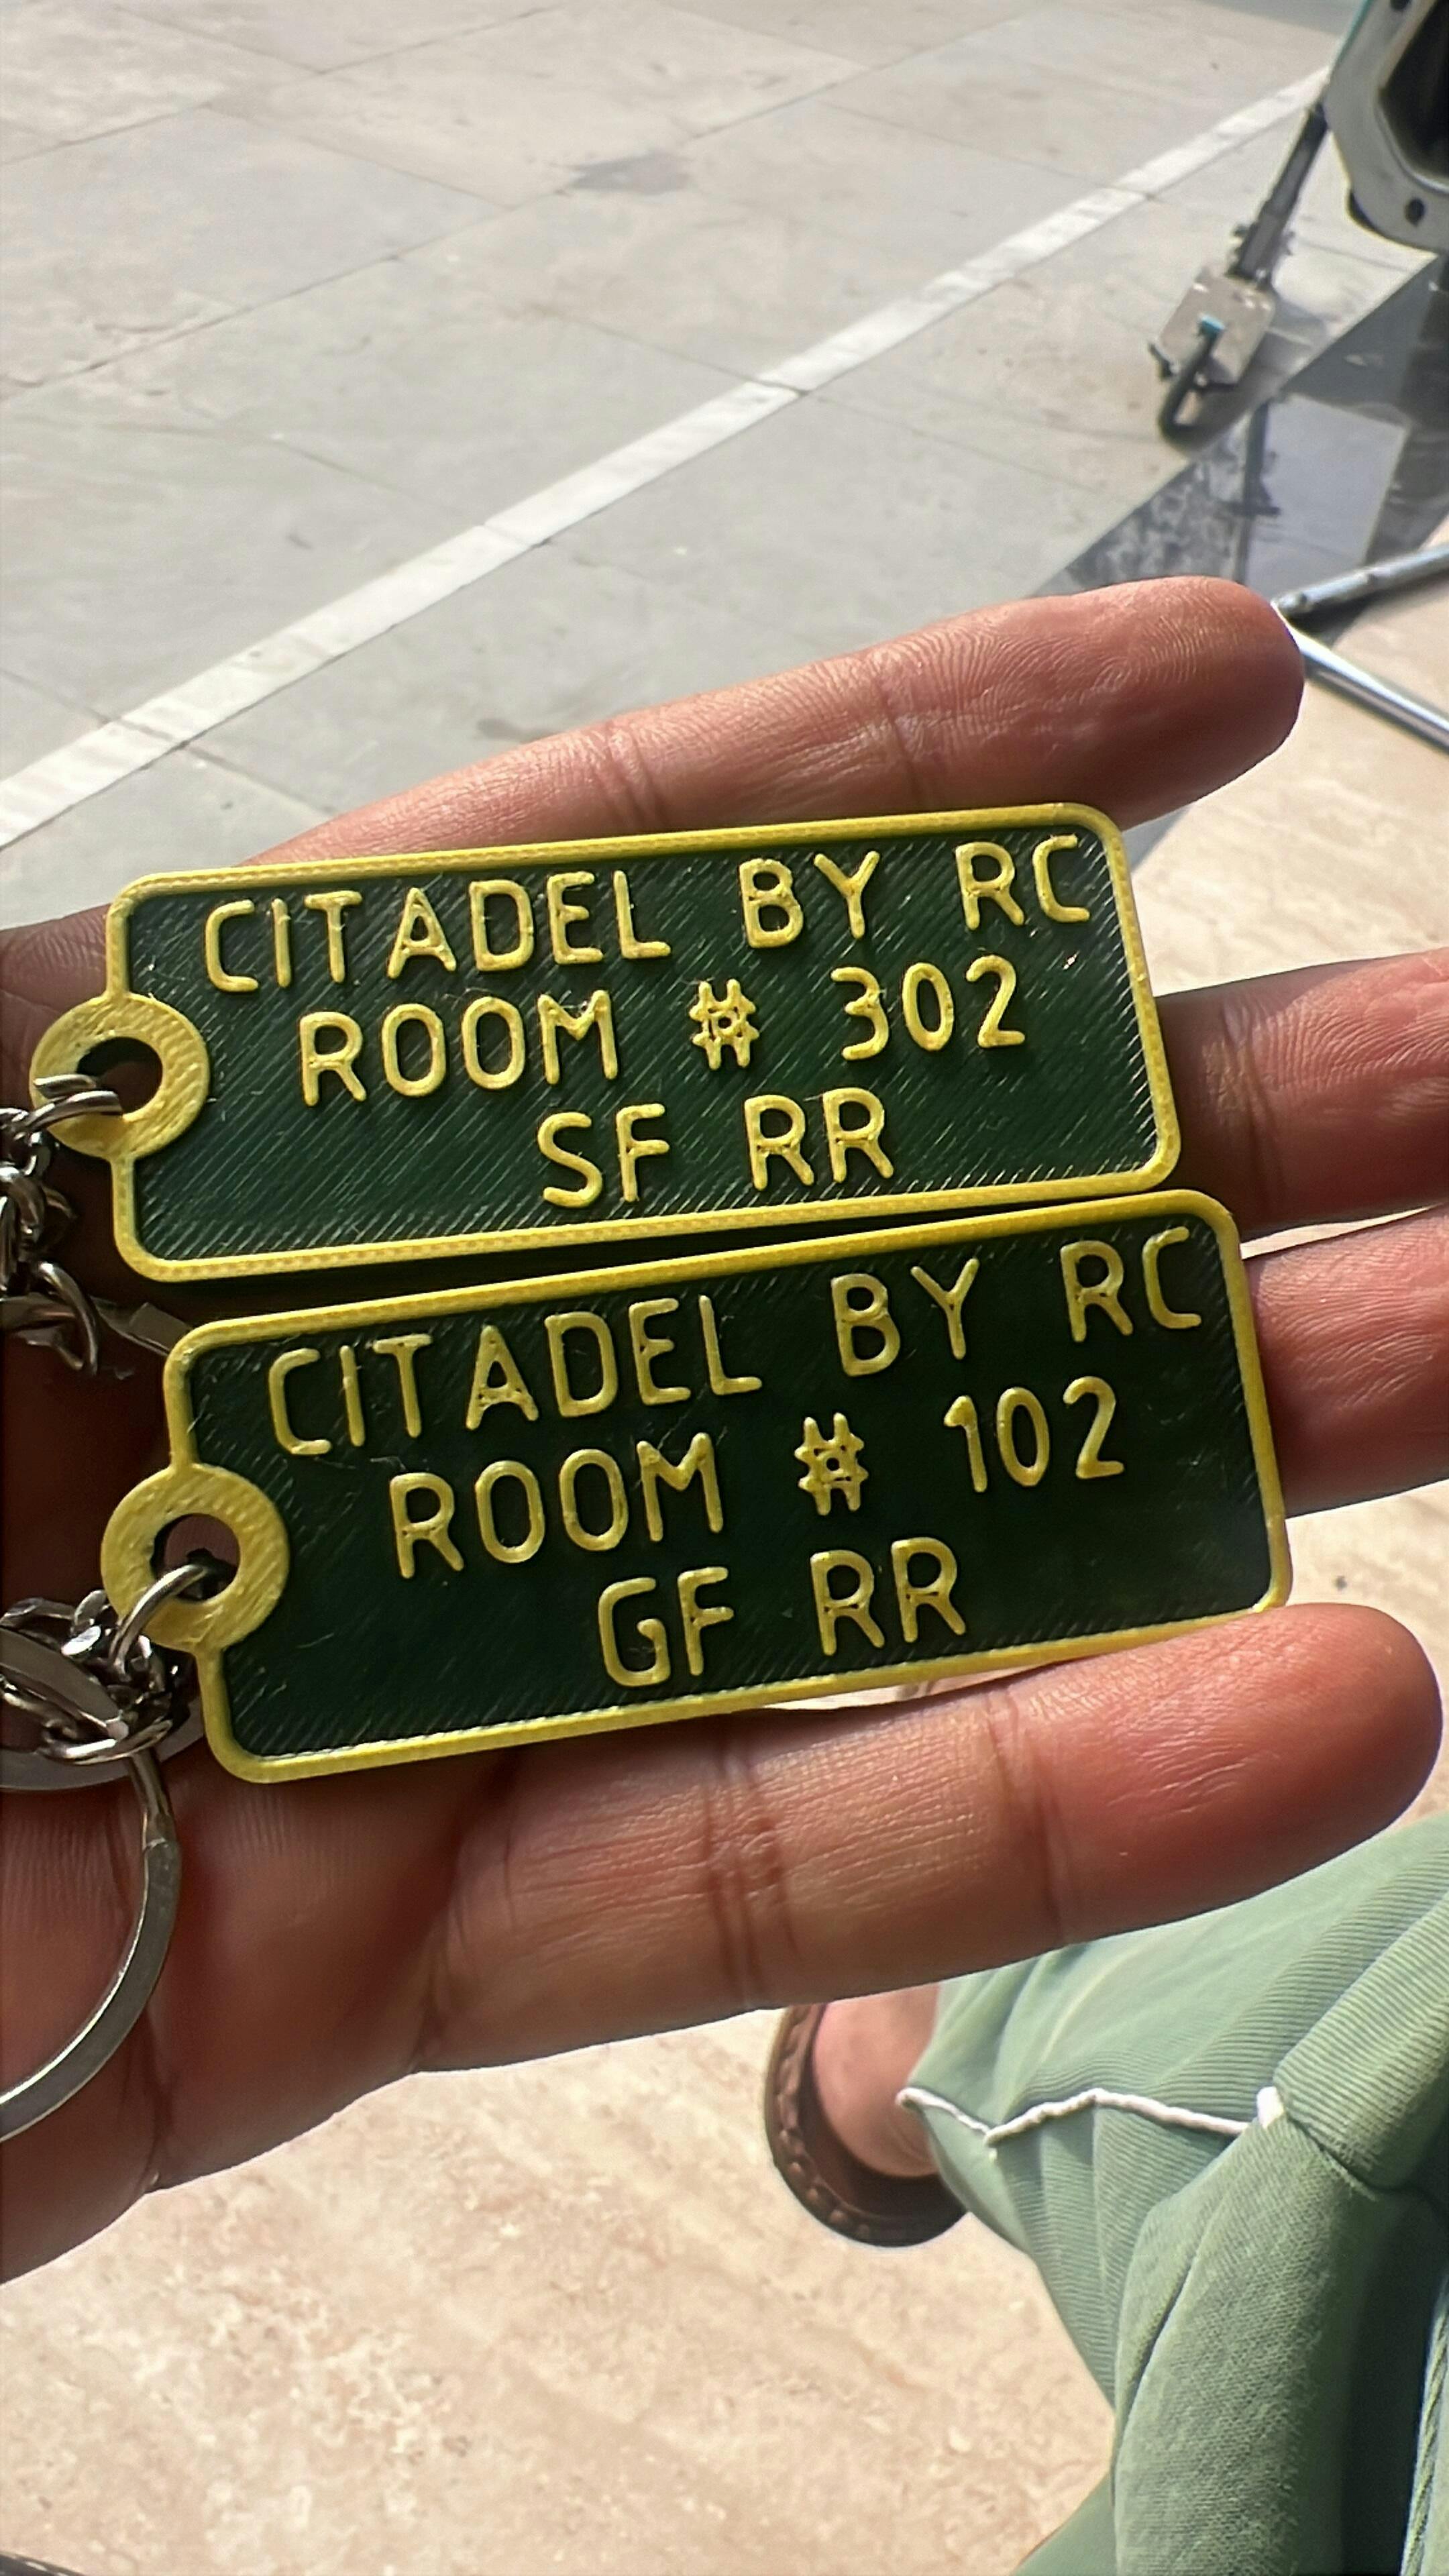 CITADEL BY RC
ROOM # 302
SF RR
CITADEL BY RC
ROOM # 102
GF RR